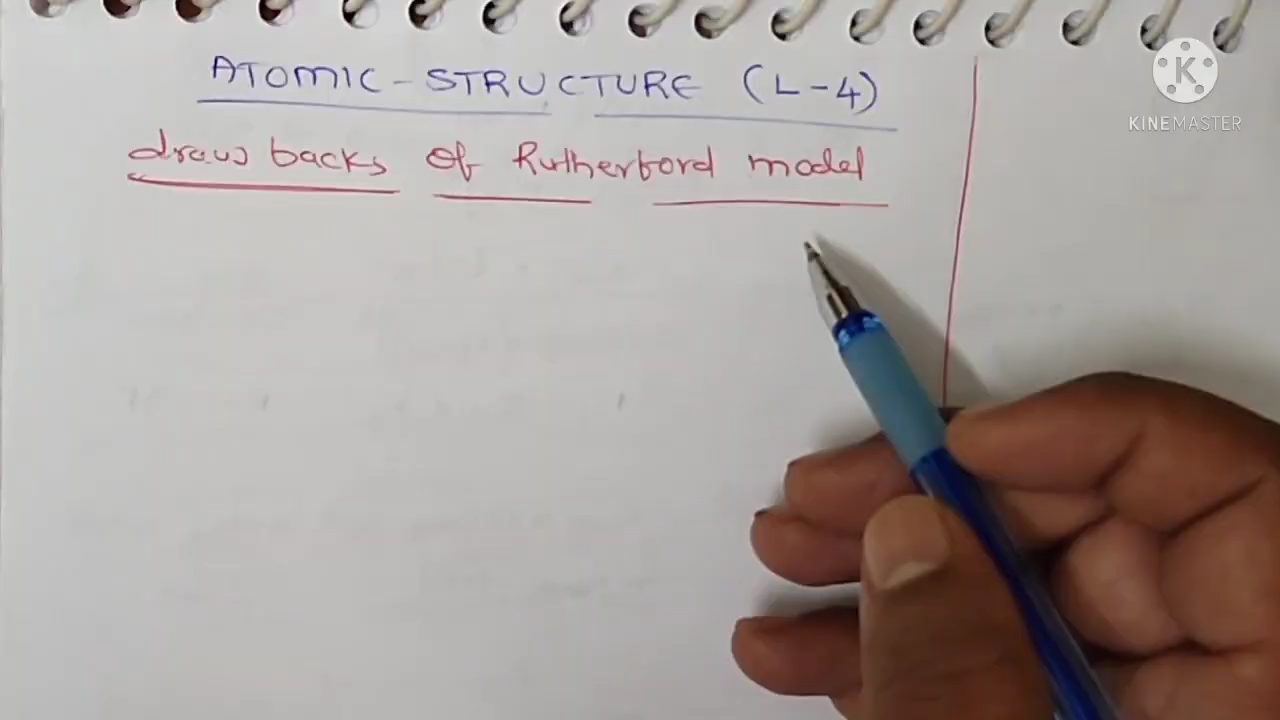 ATOMIC-STRUCTURE (L-4)
draw backs of Rutherford model
K
KINEMASTER